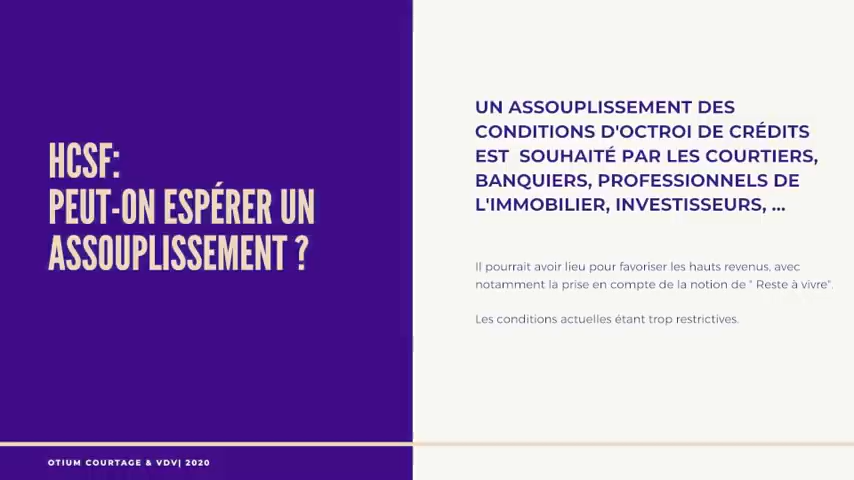 HCSF:
PEUT-ON ESPÉRER UN
ASSOUPLISSEMENT ?
UN ASSOUPLISSEMENT DES
CONDITIONS D'OCTROI DE CRÉDITS
EST SOUHAITÉ PAR LES COURTIERS,
BANQUIERS, PROFESSIONNELS DE
L'IMMOBILIER, INVESTISSEURS, ...
Il pourrait avoir lieu pour favoriser les hauts revenus, avec
notamment la prise en compte de la notion de " Reste à vivre".
Les conditions actuelles étant trop restrictives.
OTIUM COURTAGE & VDV| 2020